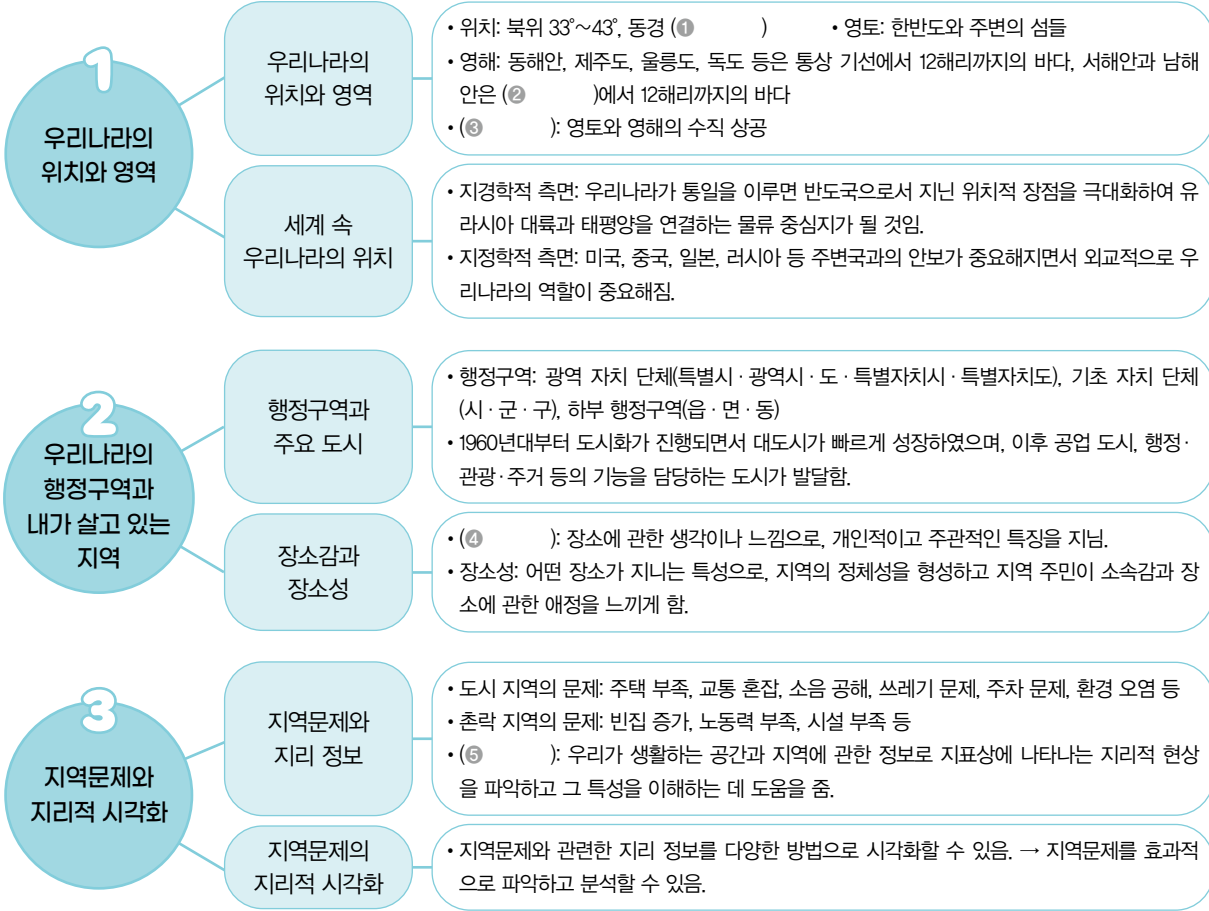 1
우리나라의
위치와 영역
우리나라의
위치와 영역
• 위치: 북위 33°~43°, 동경 (❶ ) • 영토: 한반도와 주변의 섬들
• 영해: 동해안, 제주도, 울릉도, 독도 등은 통상 기선에서 12해리까지의 바다, 서해안과 남해
안은 (❷ )에서 12해리까지의 바다
• (❸ ): 영토와 영해의 수직 상공
세계 속
우리나라의 위치
• 지경학적 측면: 우리나라가 통일을 이루면 반도국으로서 지닌 위치적 장점을 극대화하여 유
라시아 대륙과 태평양을 연결하는 물류 중심지가 될 것임.
• 지정학적 측면: 미국, 중국, 일본, 러시아 등 주변국과의 안보가 중요해지면서 외교적으로 우
리나라의 역할이 중요해짐.
2
우리나라의
행정구역과
내가 살고 있는
지역
행정구역과
주요 도시
• 행정구역: 광역 자치 단체(특별시 · 광역시 · 도 · 특별자치시 · 특별자치도), 기초 자치 단체
(시 · 군 · 구), 하부 행정구역(읍 · 면 · 동)
• 1960년대부터 도시화가 진행되면서 대도시가 빠르게 성장하였으며, 이후 공업 도시, 행정 ·
관광 · 주거 등의 기능을 담당하는 도시가 발달함.
장소감과
장소성
• (❹ ): 장소에 관한 생각이나 느낌으로, 개인적이고 주관적인 특징을 지님.
• 장소성: 어떤 장소가 지니는 특성으로, 지역의 정체성을 형성하고 지역 주민이 소속감과 장
소에 관한 애정을 느끼게 함.
3
지역문제와
지리적 시각화
지역문제와
지리 정보
• 도시 지역의 문제: 주택 부족, 교통 혼잡, 소음 공해, 쓰레기 문제, 주차 문제, 환경 오염 등
• 촌락 지역의 문제: 빈집 증가, 노동력 부족, 시설 부족 등
• (❺ ): 우리가 생활하는 공간과 지역에 관한 정보로 지표상에 나타나는 지리적 현상
을 파악하고 그 특성을 이해하는 데 도움을 줌.
지역문제의
지리적 시각화
• 지역문제와 관련한 지리 정보를 다양한 방법으로 시각화할 수 있음. → 지역문제를 효과적
으로 파악하고 분석할 수 있음.